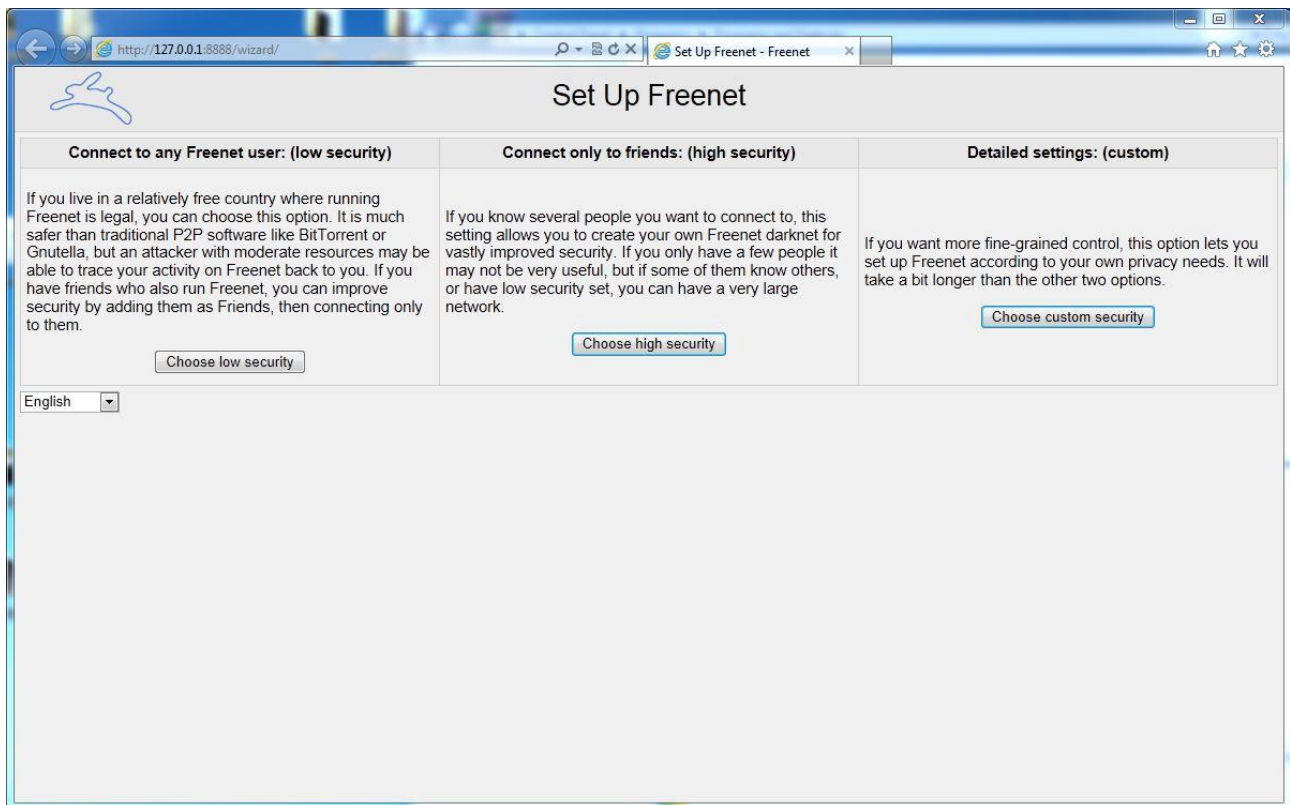 http://127.0.0.1:8888/wizard/
Set Up Freenet - Freenet
Set Up Freenet
Connect to any Freenet user: (low security)
If you live in a relatively free country where running
Freenet is legal, you can choose this option. It is much
safer than traditional P2P software like BitTorrent or
Gnutella, but an attacker with moderate resources may be
able to trace your activity on Freenet back to you. If you
have friends who also run Freenet, you can improve
security by adding them as Friends, then connecting only
to them.
Choose low security
Connect only to friends: (high security)
If you know several people you want to connect to, this
setting allows you to create your own Freenet darknet for
vastly improved security. If you only have a few people it
may not be very useful, but if some of them know others,
or have low security set, you can have a very large
network.
Choose high security
Detailed settings: (custom)
If you want more fine-grained control, this option lets you
set up Freenet according to your own privacy needs. It will
take a bit longer than the other two options.
Choose custom security
English